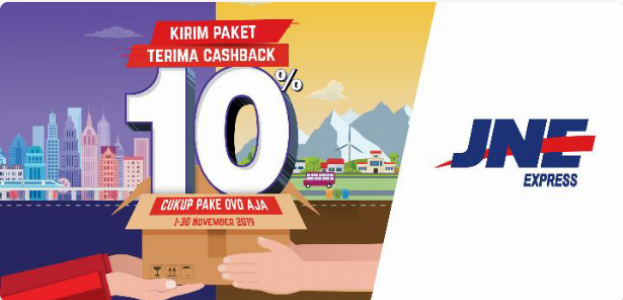 KIRIM PAKET
TERIMA CASHBACK
10%
CUKUP PAKE OVO AJA
1-30 NOVEMBER 2019
JNE
EXPRESS